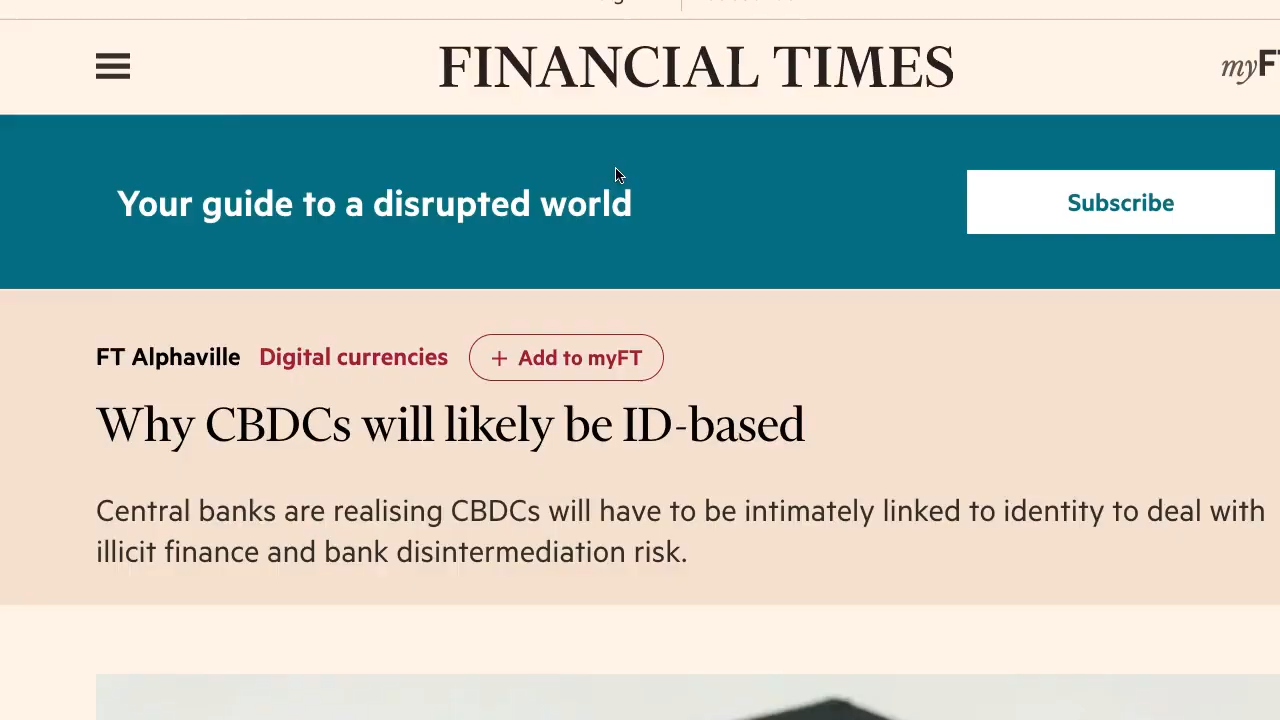 FINANCIAL TIMES
myFT
Your guide to a disrupted world
Subscribe
FT Alphaville Digital currencies + Add to myFT
Why CBDCs will likely be ID-based
Central banks are realising CBDCs will have to be intimately linked to identity to deal with
illicit finance and bank disintermediation risk.